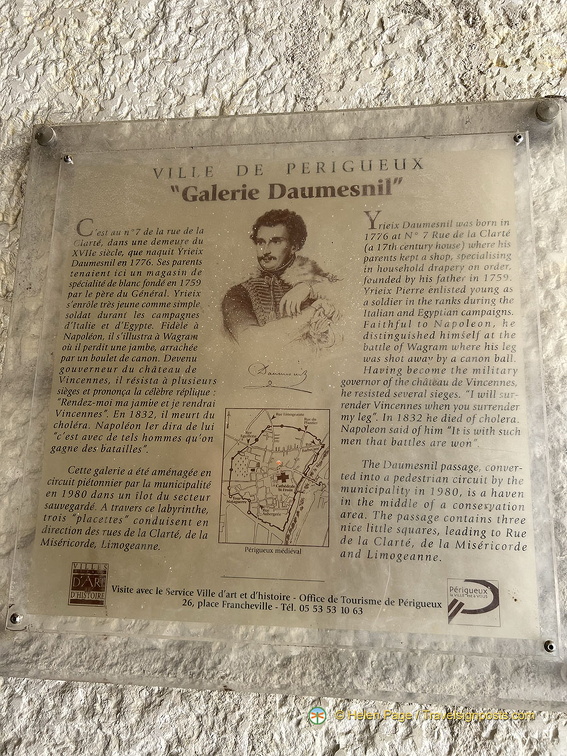 VILLE DE PERIGUEUX
"Galerie Daumesnil"
C'est au n°7 de la rue de la
Clarté, dans une demeure du
XVIIe siècle, que naquit Yrieix
Daumesnil en 1776. Ses parents
tenaient ici un magasin de
spécialité de blanc fondé en 1759
par le père du Général. Yrieix
s'enrôle très jeune comme simple
soldat durant les campagnes
d'Italie et d'Egypte. Fidèle à
Napoléon, il s'illustra à Wagram
où il perdit une jambe, arrachée
par un boulet de canon. Devenu
gouverneur du château de
Vincennes, il résista à plusieurs
sièges et prononça la célèbre réplique :
"Rendez-moi ma jambe et je rendrai
Vincennes". En 1832, il meurt du
choléra. Napoléon Ier dira de lui
"c'est avec de tels hommes qu'on
gagne des batailles".
Cette galerie a été aménagée en
circuit piétonnier par la municipalité
en 1980 dans un îlot du secteur
sauvegardé. A travers ce labyrinthe,
trois "placettes" conduisent en
direction des rues de la Clarté, de la
Miséricorde, Limogeanne.
Daumesnil
Périgueux médiéval
Yrieix Daumesnil was born in
1776 at N° 7 Rue de la Clarté
(a 17th century house) where his
parents kept a shop, specialising
in household drapery on order,
founded by his father in 1759.
Yrieix Pierre enlisted young as
a soldier in the ranks during the
Italian and Egyptian campaigns.
Faithful to Napoleon, he
distinguished himself at the
battle of Wagram where his leg
was shot away by a canon ball.
Having become the military
governor of the château de Vincennes,
he resisted several sieges. "I will sur-
render Vincennes when you surrender
my leg". In 1832 he died of cholera.
Napoleon said of him "It is with such
men that battles are won".
The Daumesnil passage, conver-
ted into a pedestrian circuit by the
municipality in 1980, is a haven
in the middle of a conservation
area. The passage contains three
nice little squares, leading to Rue
de la Clarté, de la Miséricorde
and Limogeanne.
VILLES
D'ART
D'HISTOIRE
Visite avec le Service Ville d'art et d'histoire - Office de Tourisme de Périgueux
26, place Francheville - Tél. 05 53 53 10 63
Périgueux
© Helen Page / Travelsignposts.com